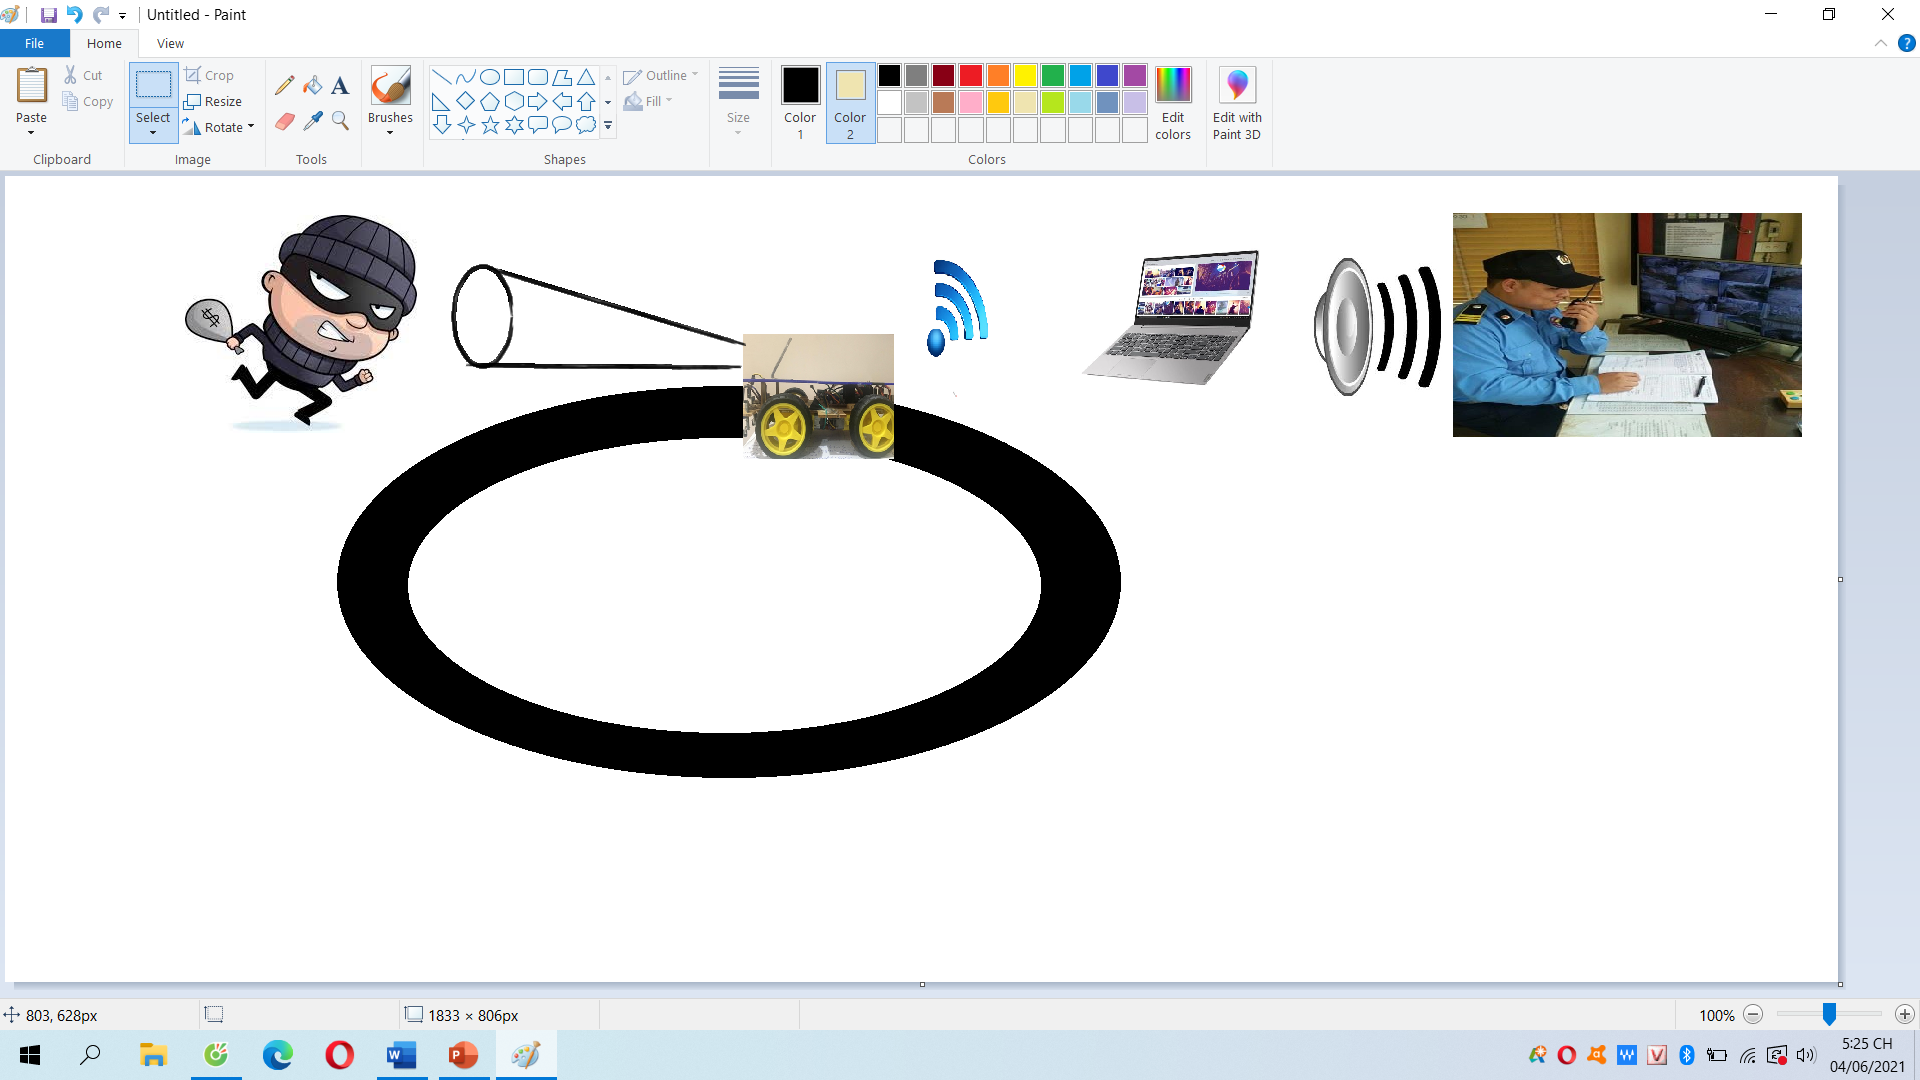 Untitled - Paint
File
Home
View
Paste
Cut
Copy
Clipboard
Select
Crop
Resize
Rotate
Image
A
Tools
Brushes
Shapes
Outline
Fill
Size
Color
1
Color
2
Edit
colors
Colors
Edit with
Paint 3D
$
803, 628px
1833 × 806px
100%
5:25 CH
04/06/2021